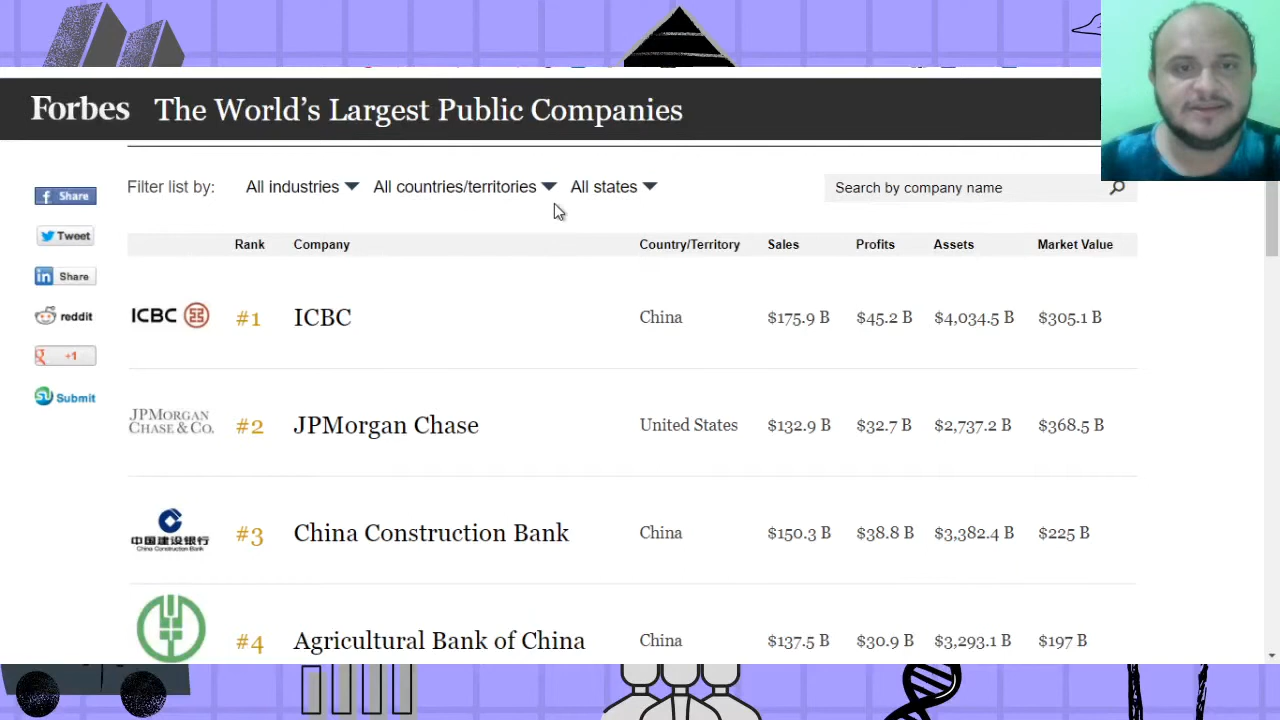 Forbes The World's Largest Public Companies
Filter list by: All industries All countries/territories All states Search by company name
Share
Tweet
Share
reddit
+1
Submit
Rank Company Country/Territory Sales Profits Assets Market Value
ICBC #1 ICBC China $175.9 B $45.2 B $4,034.5 B $305.1 B
JPMORGAN
CHASE & CO. #2 JPMorgan Chase United States $132.9 B $32.7 B $2,737.2 B $368.5 B
中国建设银行
China Construction Bank #3 China Construction Bank China $150.3 B $38.8 B $3,382.4 B $225 B
#4 Agricultural Bank of China China $137.5 B $30.9 B $3,293.1 B $197 B